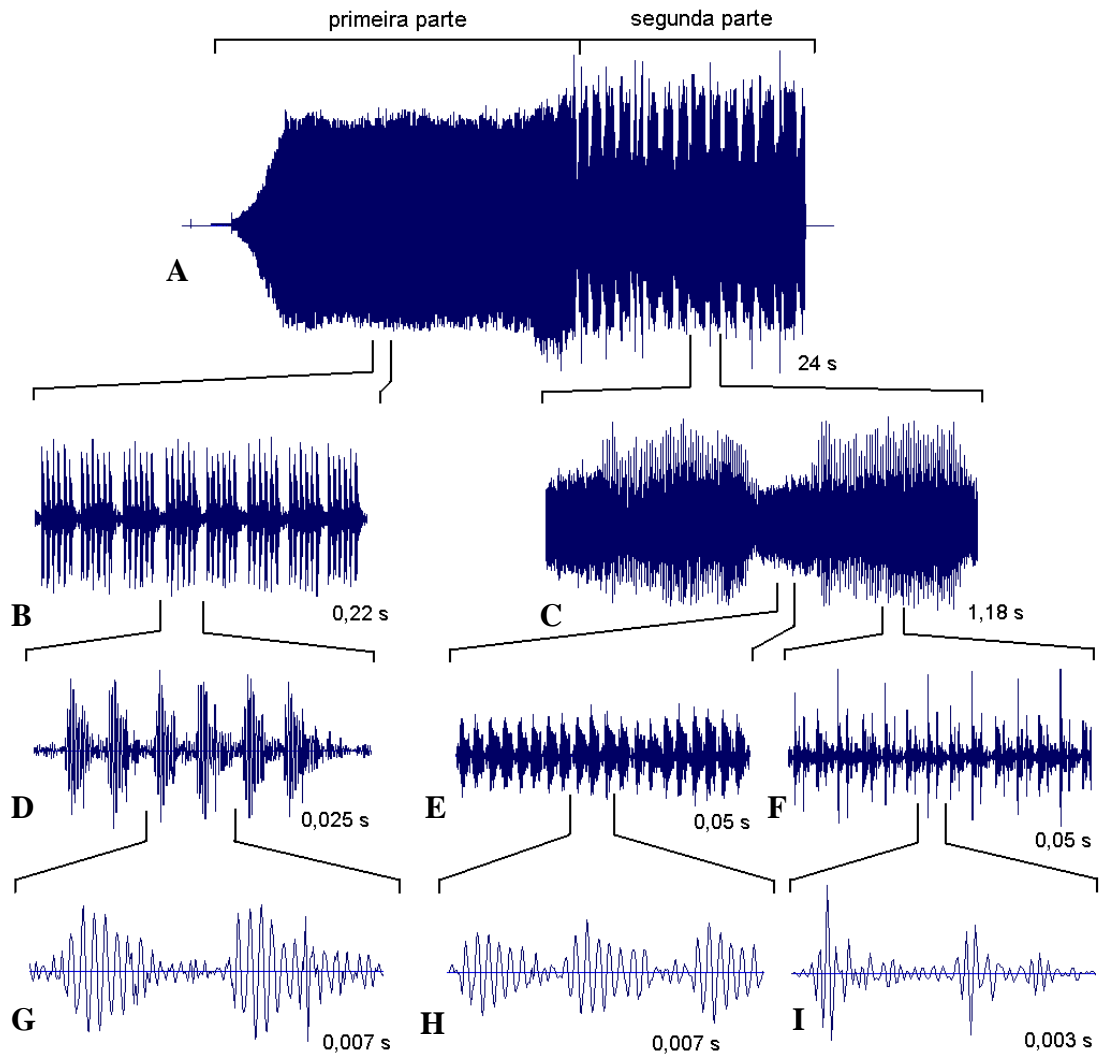 primeira parte
segunda parte
A
24 s
B
0,22 s
C
1,18 s
D
0,025 s
E
0,05 s
F
0,05 s
G
0,007 s
H
0,007 s
I
0,003 s